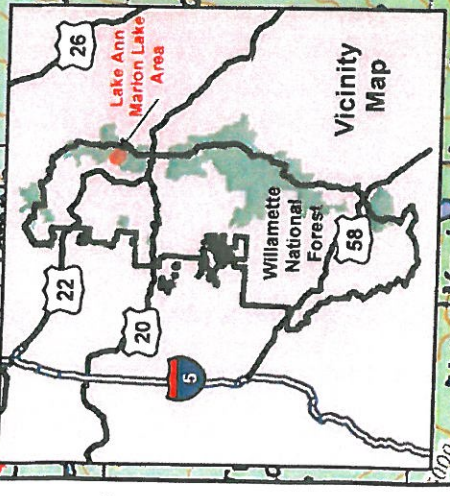 26
Lake Ann
Marion Lake
Area
Vicinity
Map
22
Willamette
National
Forest
58
20
5